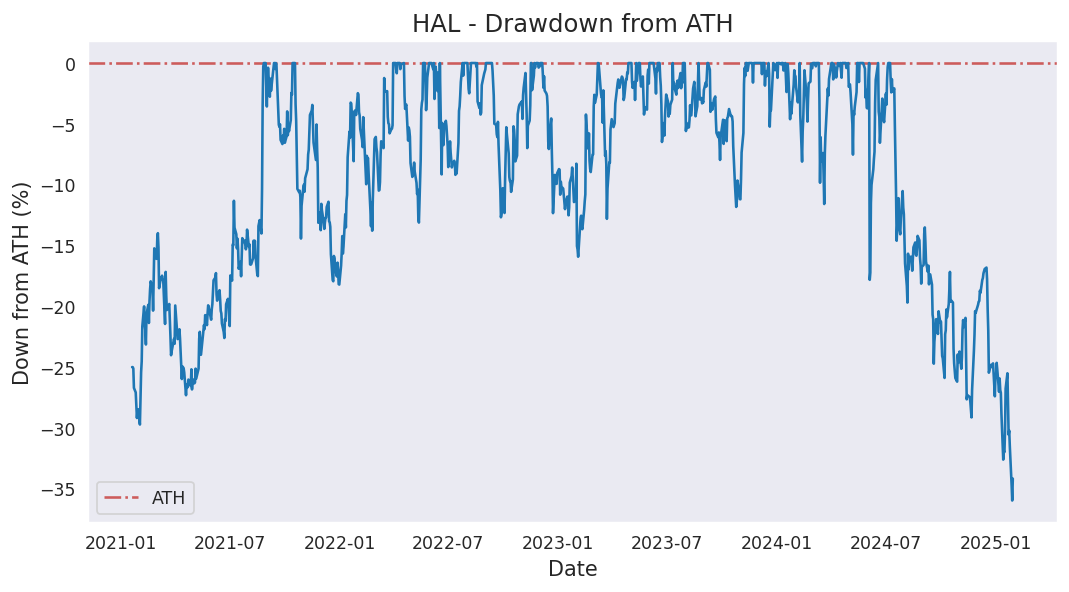 HAL - Drawdown from ATH
Down from ATH (%)
0
−5
−10
−15
−20
−25
−30
−35
ATH
2021-01 2021-07 2022-01 2022-07 2023-01 2023-07 2024-01 2024-07 2025-01
Date